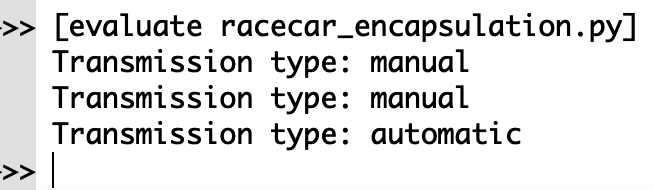 >>> [evaluate racecar_encapsulation.py]
Transmission type: manual
Transmission type: manual
Transmission type: automatic
>>>